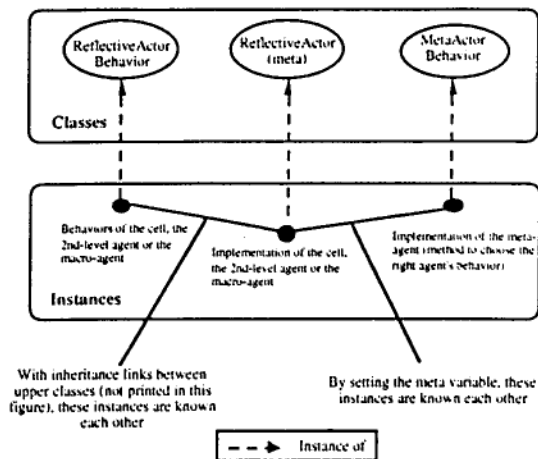 ReflectiveActor
Behavior
ReflectiveActor
(meta)
MetaActor
Behavior
Classes
Behaviors of the cell, the
2nd-level agent or the
macro-agent
Implementation of the cell,
the 2nd-level agent or the
macro-agent
Implementation of the meta-
agent (method to choose the
right agent's behavior)
Instances
With inheritance links between
upper classes (not printed in this
figure), these instances are known
each other
By setting the meta variable, these
instances are known each other
Instance of